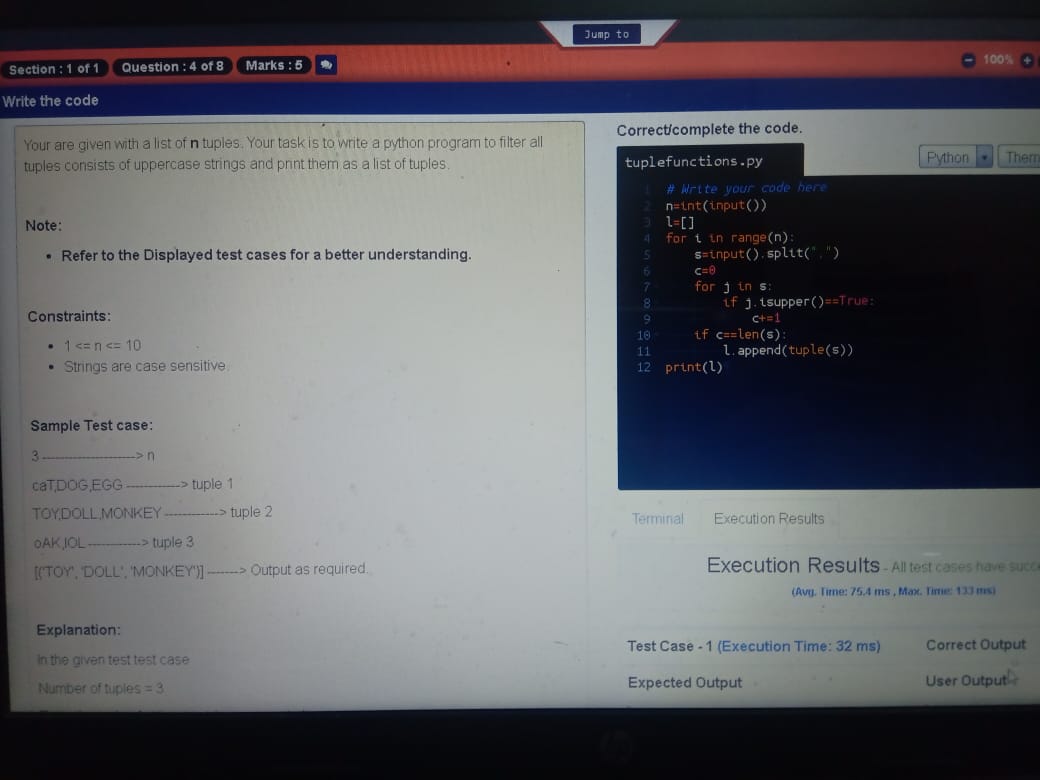 Jump to
Section : 1 of 1
Question : 4 of 8
Marks : 5
100%
Write the code
Your are given with a list of n tuples. Your task is to write a python program to filter all
tuples consists of uppercase strings and print them as a list of tuples.
Note:
• Refer to the Displayed test cases for a better understanding.
Constraints:
• 1 <= n <= 10
• Strings are case sensitive.
Sample Test case:
3 ---------------------> n
caT,DOG,EGG ------------> tuple 1
TOY,DOLL,MONKEY ------------> tuple 2
oAK,lOL ------------> tuple 3
[('TOY', 'DOLL', 'MONKEY')] -------> Output as required.
Explanation:
In the given test test case
Number of tuples = 3
Correct/complete the code.
tuplefunctions.py
Python
1 # Write your code here
2 n=int(input())
3 l=[]
4 for i in range(n):
5 s=input().split(",")
6 c=0
7 for j in s:
8 if j.isupper()==True:
9 c+=1
10 if c==len(s):
11 l.append(tuple(s))
12 print(l)
Terminal
Execution Results
Execution Results - All test cases have succ
(Avg. Time: 75.4 ms , Max. Time: 133 ms)
Test Case - 1 (Execution Time: 32 ms)
Correct Output
Expected Output
User Output